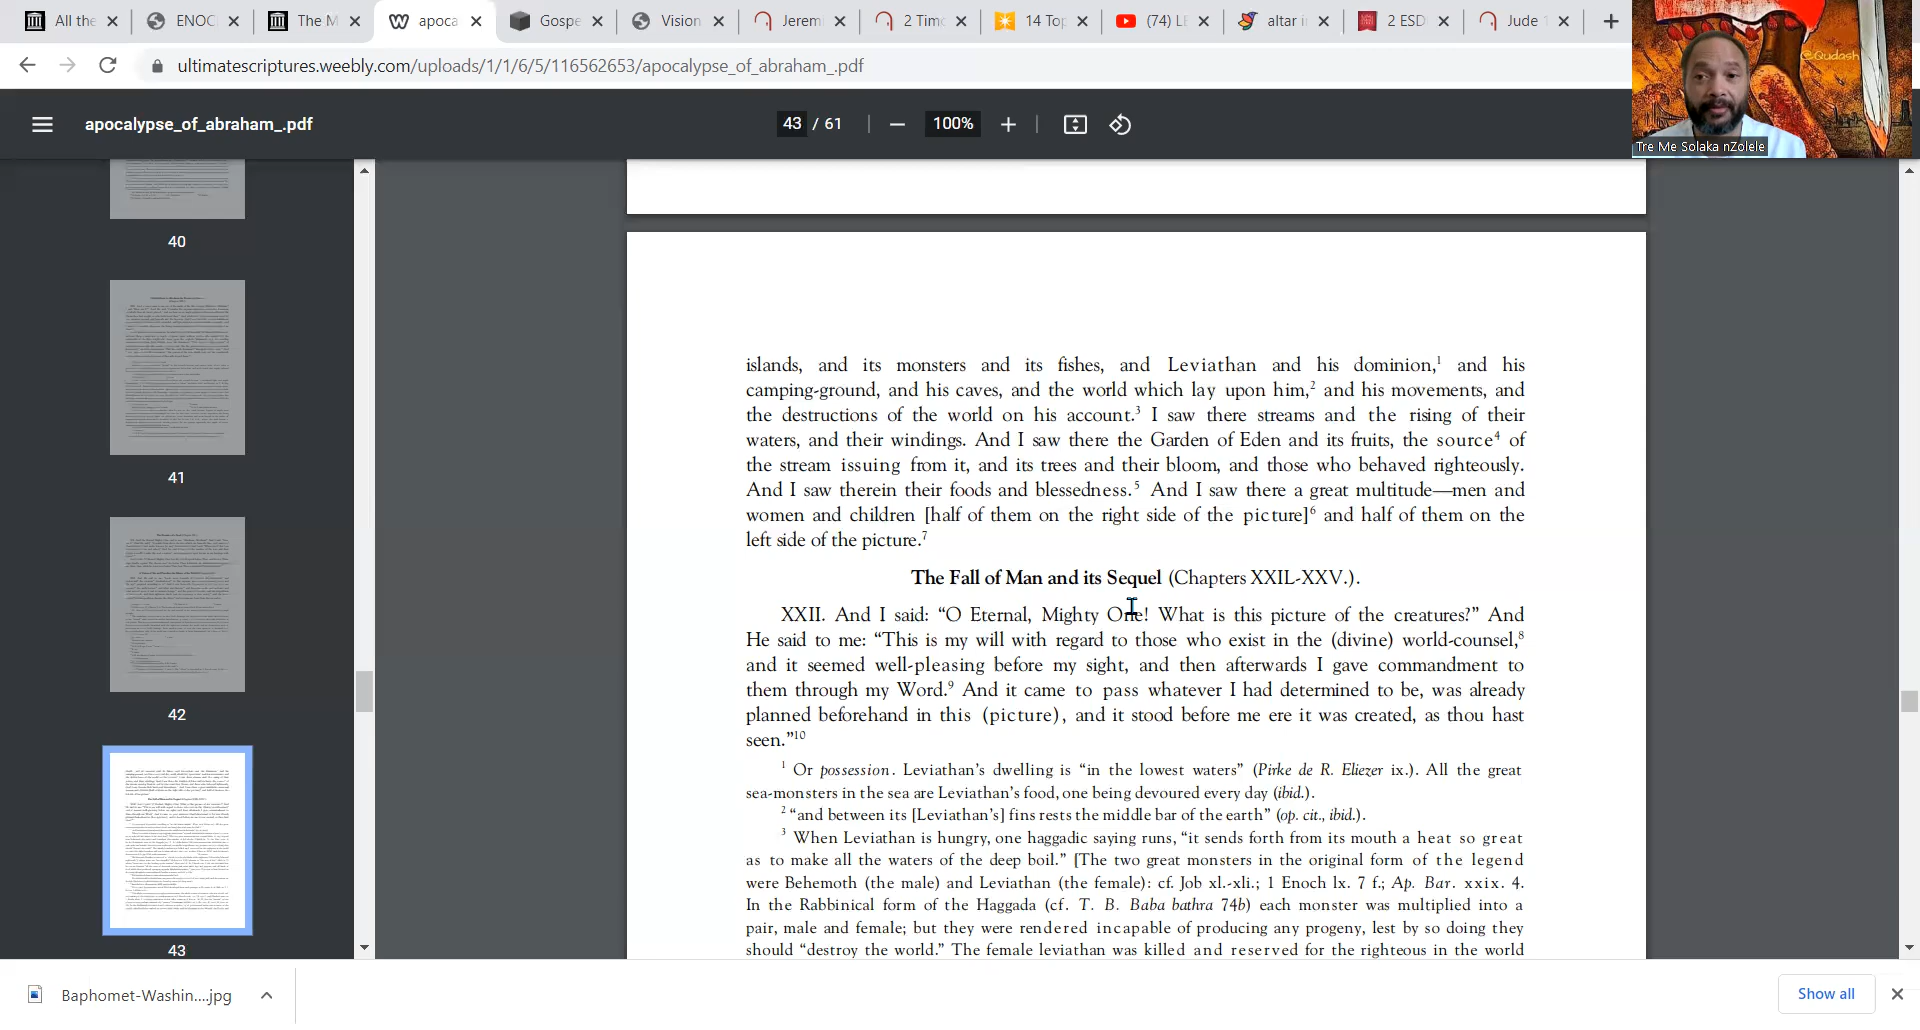 All the
ENOC
The M
apoca
Gospe
Vision
Jerem
2 Timo
14 Top
(74) LI
altar i
2 ESD
Jude 1
ultimatescriptures.weebly.com/uploads/1/1/6/5/116562653/apocalypse_of_abraham_.pdf
@Qudash
Tre Me Solaka nZolele
apocalypse_of_abraham_.pdf
43 / 61
100%
40
41
42
43
islands, and its monsters and its fishes, and Leviathan and his dominion,¹ and his
camping-ground, and his caves, and the world which lay upon him,² and his movements, and
the destructions of the world on his account.³ I saw there streams and the rising of their
waters, and their windings. And I saw there the Garden of Eden and its fruits, the source⁴ of
the stream issuing from it, and its trees and their bloom, and those who behaved righteously.
And I saw therein their foods and blessedness.⁵ And I saw there a great multitude—men and
women and children [half of them on the right side of the picture]⁶ and half of them on the
left side of the picture.⁷
The Fall of Man and its Sequel (Chapters XXIL-XXV.).
XXII. And I said: “O Eternal, Mighty One! What is this picture of the creatures?” And
He said to me: “This is my will with regard to those who exist in the (divine) world-counsel,⁸
and it seemed well-pleasing before my sight, and then afterwards I gave commandment to
them through my Word.⁹ And it came to pass whatever I had determined to be, was already
planned beforehand in this (picture), and it stood before me ere it was created, as thou hast
seen.”¹⁰
¹ Or possession. Leviathan’s dwelling is “in the lowest waters” (Pirke de R. Eliezer ix.). All the great
sea-monsters in the sea are Leviathan’s food, one being devoured every day (ibid.).
² “and between its [Leviathan’s] fins rests the middle bar of the earth” (op. cit., ibid.).
³ When Leviathan is hungry, one haggadic saying runs, “it sends forth from its mouth a heat so great
as to make all the waters of the deep boil.” [The two great monsters in the original form of the legend
were Behemoth (the male) and Leviathan (the female): cf. Job xl.-xli.; 1 Enoch lx. 7 f.; Ap. Bar. xxix. 4.
In the Rabbinical form of the Haggada (cf. T. B. Baba bathra 74b) each monster was multiplied into a
pair, male and female; but they were rendered incapable of producing any progeny, lest by so doing they
should “destroy the world.” The female leviathan was killed and reserved for the righteous in the world
Baphomet-Washin....jpg
Show all